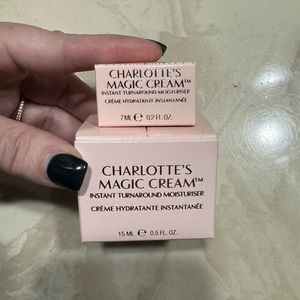 CHARLOTTE'S
MAGIC CREAM™
INSTANT TURNAROUND MOISTURISER
CRÈME HYDRATANTE INSTANTANÉE
7ML ℮ 0.2 FL.OZ.
CHARLOTTE'S
MAGIC CREAM™
INSTANT TURNAROUND MOISTURISER
CRÈME HYDRATANTE INSTANTANÉE
15 ML ℮ 0.5 FL. OZ.